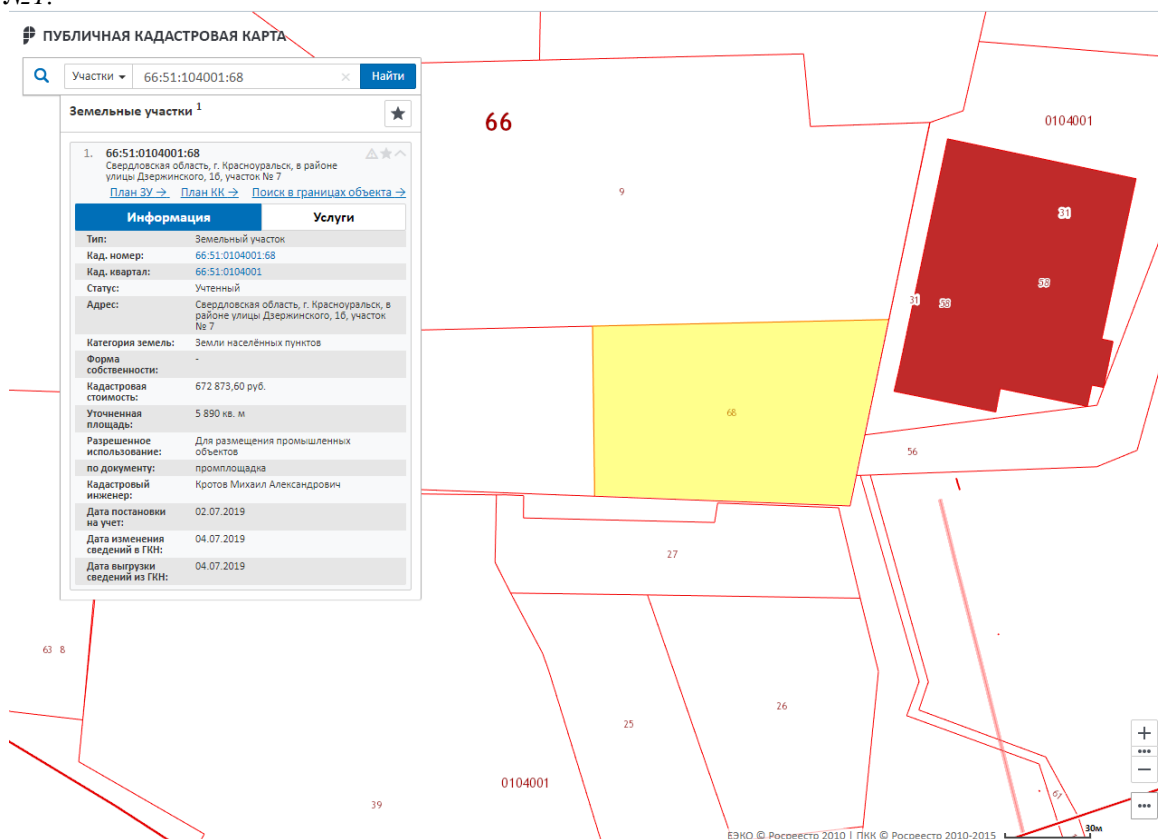 №1.
ПУБЛИЧНАЯ КАДАСТРОВАЯ КАРТА
Участки 66:51:104001:68 × Найти
Земельные участки 1
1. 66:51:0104001:68
Свердловская область, г. Красноуральск, в районе
улицы Дзержинского, 1б, участок № 7
План ЗУ → План КК → Поиск в границах объекта →
Информация Услуги
Тип: Земельный участок
Кад. номер: 66:51:0104001:68
Кад. квартал: 66:51:0104001
Статус: Учтенный
Адрес: Свердловская область, г. Красноуральск, в
районе улицы Дзержинского, 1б, участок
№ 7
Категория земель: Земли населённых пунктов
Форма
собственности: -
Кадастровая
стоимость: 672 873,60 руб.
Уточненная
площадь: 5 890 кв. м
Разрешенное
использование: Для размещения промышленных
объектов
по документу: промплощадка
Кадастровый
инженер: Кротов Михаил Александрович
Дата постановки
на учет: 02.07.2019
Дата изменения
сведений в ГКН: 04.07.2019
Дата выгрузки
сведений из ГКН: 04.07.2019
66
0104001
9
31
58
31
58
68
56
27
63 8
26
25
0104001
39
61
ЕЭКО © Росреестр 2010 | ПКК © Росреестр 2010-2015
30м